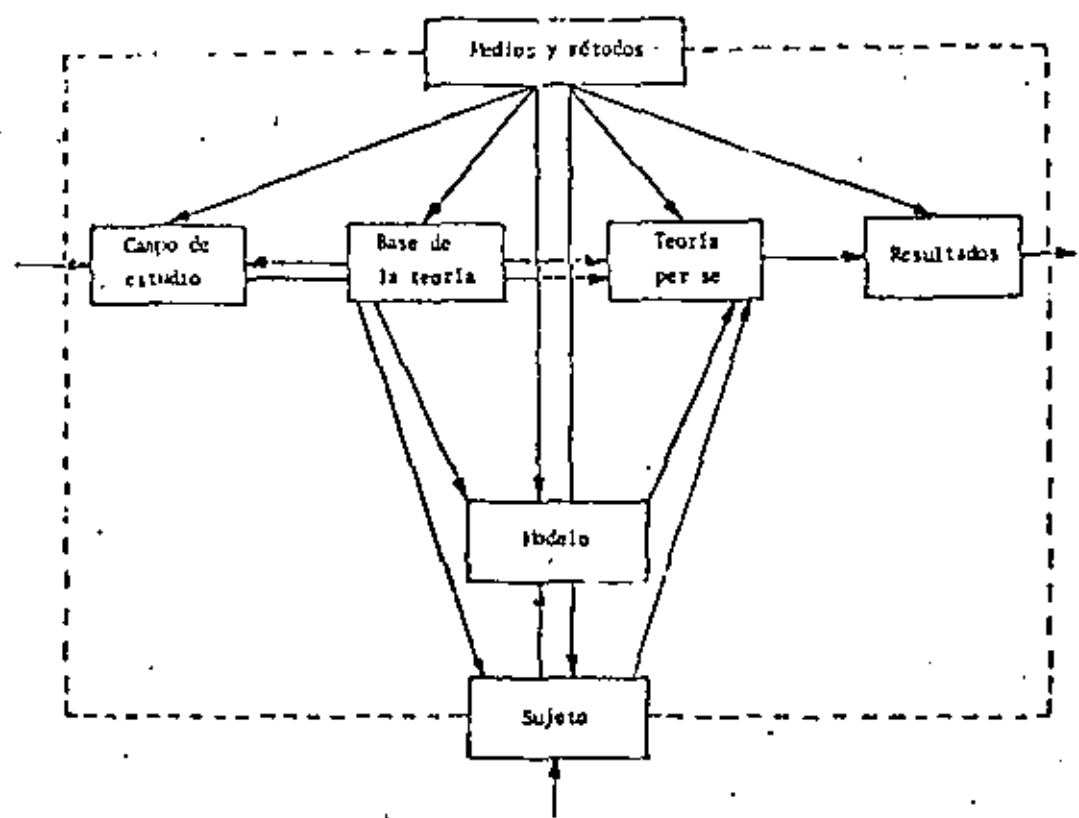 Medios y métodos
Campo de
estudio
Base de
la teoría
Teoría
per se
Resultados
Modelo
Sujeto